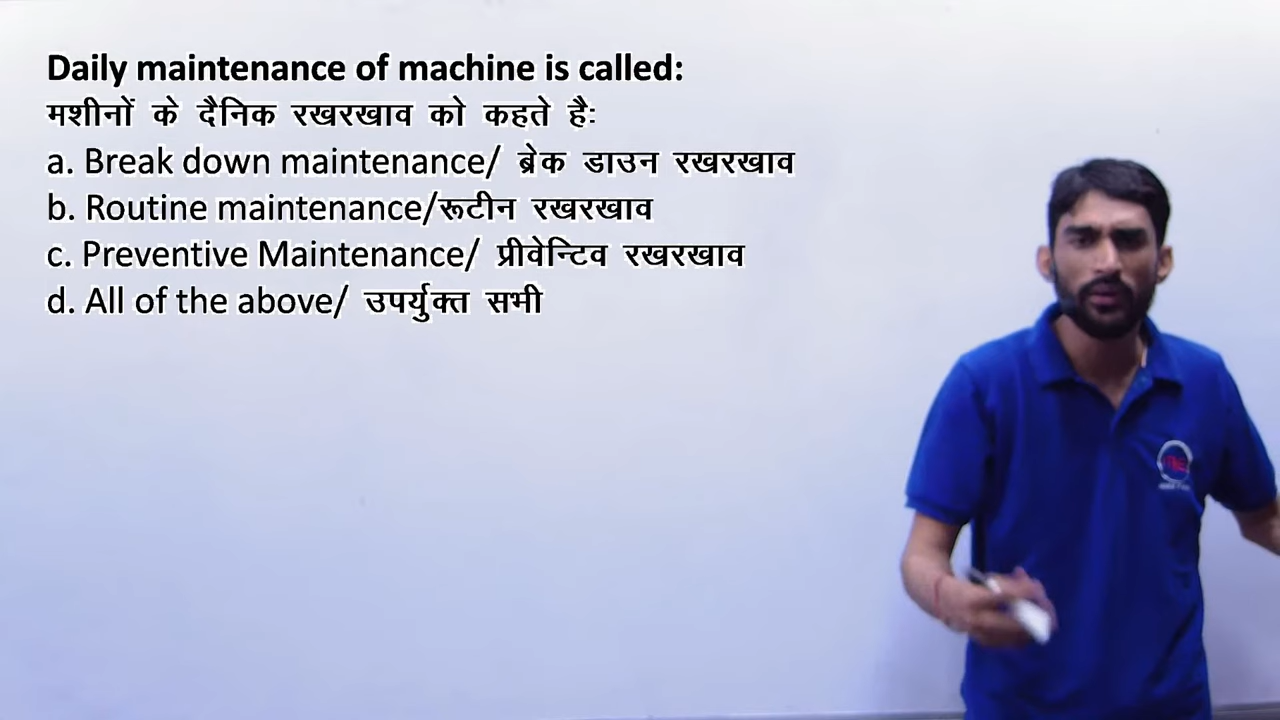 Daily maintenance of machine is called:
मशीनों के दैनिक रखरखाव को कहते हैः
a. Break down maintenance/ ब्रेक डाउन रखरखाव
b. Routine maintenance/रूटीन रखरखाव
c. Preventive Maintenance/ प्रीवेन्टिव रखरखाव
d. All of the above/ उपर्युक्त सभी